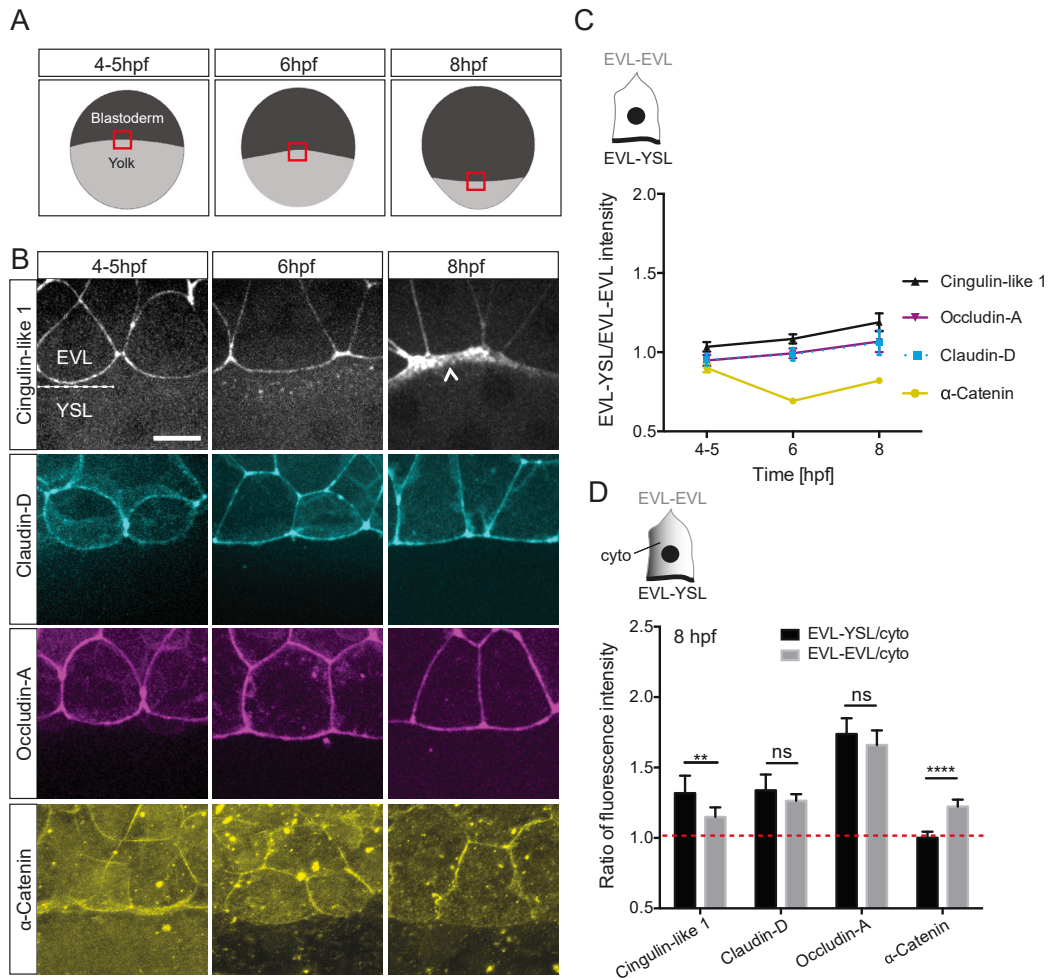 A
4-5hpf
6hpf
8hpf
Blastoderm
Yolk
B
4-5hpf
6hpf
8hpf
Cingulin-like 1
EVL
YSL
Claudin-D
Occludin-A
α-Catenin
C
EVL-EVL
EVL-YSL
EVL-YSL/EVL-EVL intensity
2.0
1.5
1.0
0.5
4-5
6
8
Time [hpf]
Cingulin-like 1
Occludin-A
Claudin-D
α-Catenin
D
EVL-EVL
cyto
EVL-YSL
8 hpf
EVL-YSL/cyto
EVL-EVL/cyto
Ratio of fluorescence intensity
2.5
2.0
1.5
1.0
0.5
**
ns
ns
****
Cingulin-like 1
Claudin-D
Occludin-A
α-Catenin